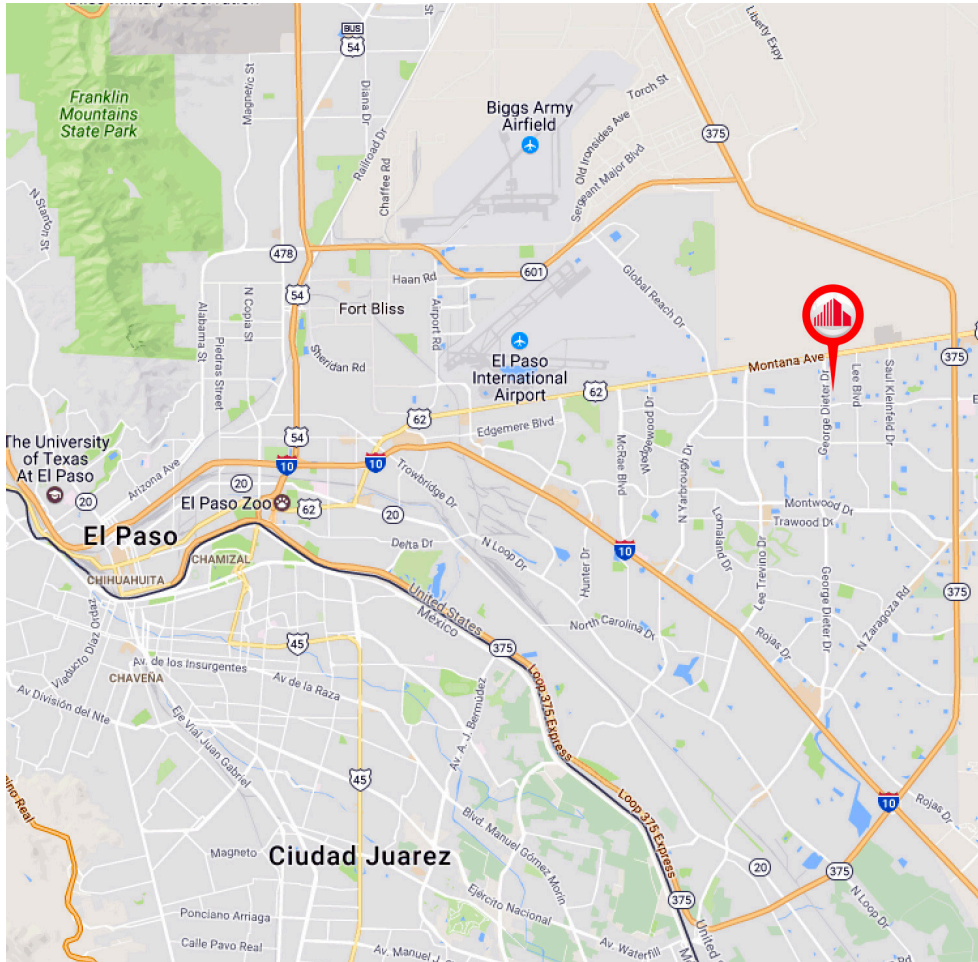 BUS
54
Liberty Expy
Franklin
Mountains
State Park
Magnetic St
Diana Dr
Railroad Dr
Chaffee Rd
Biggs Army
Airfield
Torch St
Old Ironsides Ave
Sergeant Major Blvd
375
N Stanton St
478
601
Haan Rd
Global Reach Dr
54
Fort Bliss
Alabama St
N Copia St
Piedras Street
Sheridan Rd
Airport Rd
El Paso
International
Airport
Montana Ave
375
62
62
Edgemere Blvd
McRae Blvd
Wedgewood Dr
N Yarbrough Dr
George Dieter Dr
Lee Blvd
Saul Kleinfeld Dr
54
10
10
The University
of Texas
At El Paso
20
Arizona Ave
20
El Paso Zoo
62
Trowbridge Dr
20
Montwood Dr
Trawood Dr
Lomaland Dr
El Paso
CHAMIZAL
CHIHUAHUITA
Delta Dr
N Loop Dr
Hunter Dr
10
Lee Trevino Dr
George Dieter Dr
N Zaragoza Rd
375
United States
Mexico
North Carolina Dr
Rojas Dr
45
375
Viaducto Díaz Ordaz
Av. de los Insurgentes
CHAVEÑA
Av de la Raza
Av División del Nte
Eje Vial Juan Gabriel
Av. A. J. Bermúdez
Loop 375 Express
45
Loop 375 Express
10
Rojas Dr
Blvd. Manuel Gómez Morin
Magneto
Ciudad Juarez
20
375
375
N Loop Dr
Ejército Nacional
Ponciano Arriaga
Calle Pavo Real
Av. Manuel J.
Av. Waterfill